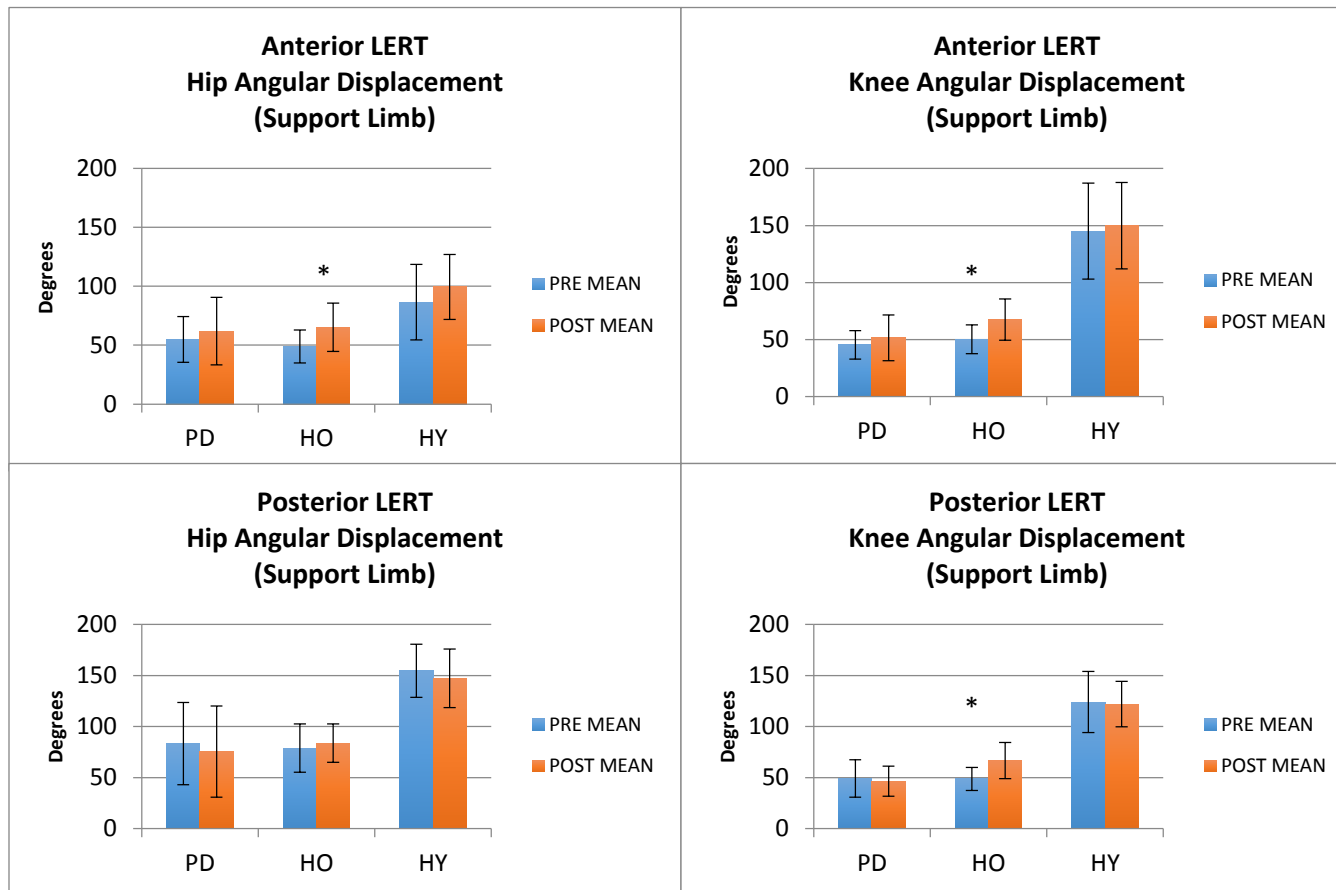 Anterior LERT
Hip Angular Displacement
(Support Limb)
200
150
100
50
0
Degrees
*
PD HO HY
PRE MEAN
POST MEAN
Anterior LERT
Knee Angular Displacement
(Support Limb)
200
150
100
50
0
Degrees
*
PD HO HY
PRE MEAN
POST MEAN
Posterior LERT
Hip Angular Displacement
(Support Limb)
200
150
100
50
0
Degrees
PD HO HY
PRE MEAN
POST MEAN
Posterior LERT
Knee Angular Displacement
(Support Limb)
200
150
100
50
0
Degrees
*
PD HO HY
PRE MEAN
POST MEAN